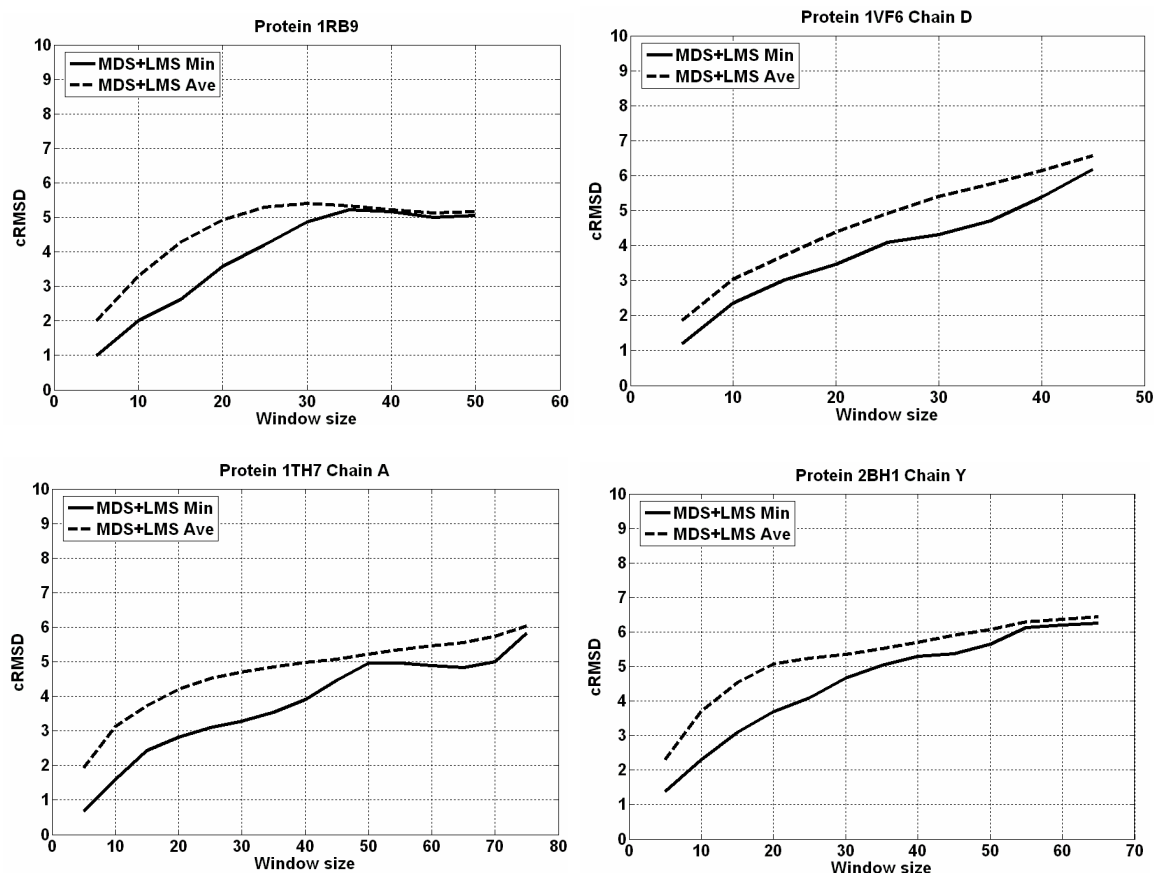 Protein 1RB9
10
9
8
7
6
5
4
3
2
1
0
cRMSD
MDS+LMS Min
MDS+LMS Ave
0 10 20 30 40 50 60
Window size
Protein 1VF6 Chain D
10
9
8
7
6
5
4
3
2
1
0
cRMSD
MDS+LMS Min
MDS+LMS Ave
0 10 20 30 40 50
Window size
Protein 1TH7 Chain A
10
9
8
7
6
5
4
3
2
1
0
cRMSD
MDS+LMS Min
MDS+LMS Ave
0 10 20 30 40 50 60 70 80
Window size
Protein 2BH1 Chain Y
10
9
8
7
6
5
4
3
2
1
0
cRMSD
MDS+LMS Min
MDS+LMS Ave
0 10 20 30 40 50 60 70
Window size